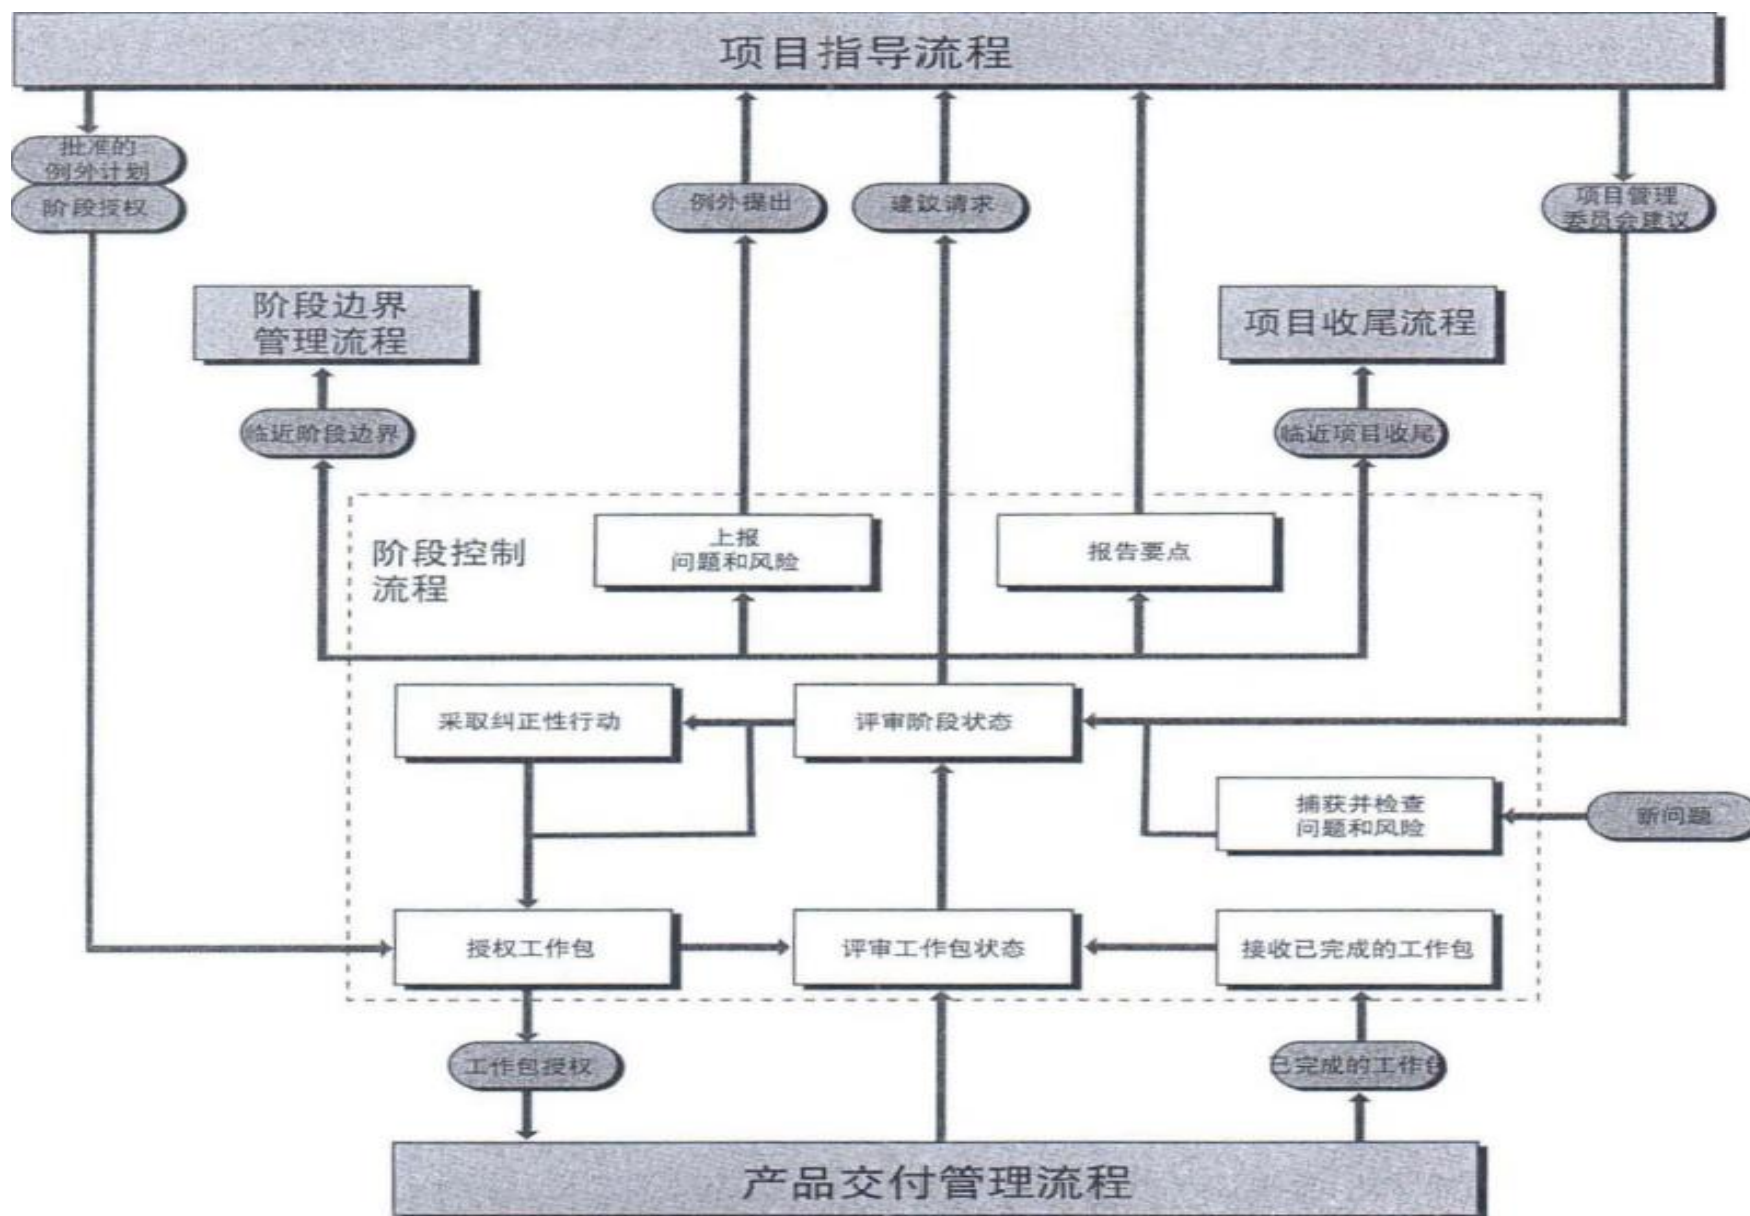 项目指导流程
批准的
例外计划
阶段授权
例外提出
建议请求
项目管理
委员会建议
阶段边界
管理流程
项目收尾流程
临近阶段边界
临近项目收尾
阶段控制
流程
上报
问题和风险
报告要点
采取纠正性行动
评审阶段状态
捕获并检查
问题和风险
新问题
授权工作包
评审工作包状态
接收已完成的工作包
工作包授权
已完成的工作包
产品交付管理流程